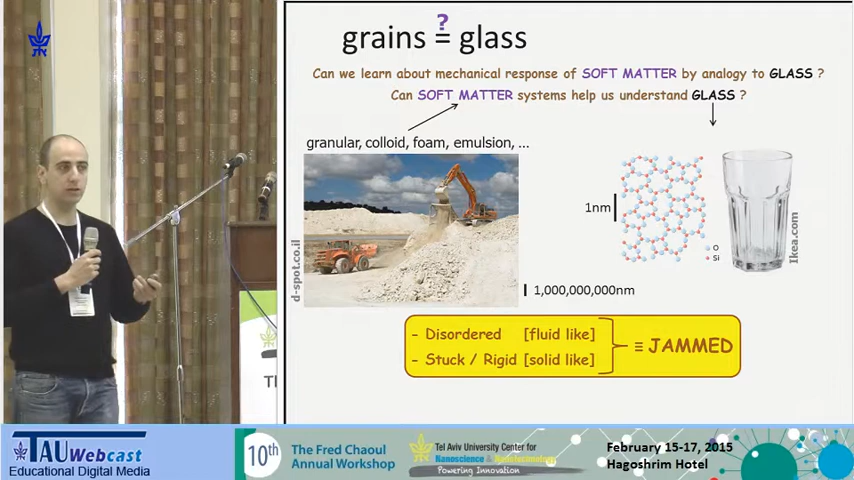 ?
grains = glass
Can we learn about mechanical response of SOFT MATTER by analogy to GLASS ?
Can SOFT MATTER systems help us understand GLASS ?
granular, colloid, foam, emulsion, ...
1nm
O
Si
d-spot.co.il
Ikea.com
1,000,000,000nm
- Disordered [fluid like]
- Stuck / Rigid [solid like]
≡ JAMMED
TAU Webcast
Educational Digital Media
10th
The Fred Chaoul
Annual Workshop
Tel Aviv University Center for
Nanoscience & Nanotechnology
Powering Innovation
February 15-17, 2015
Hagoshrim Hotel